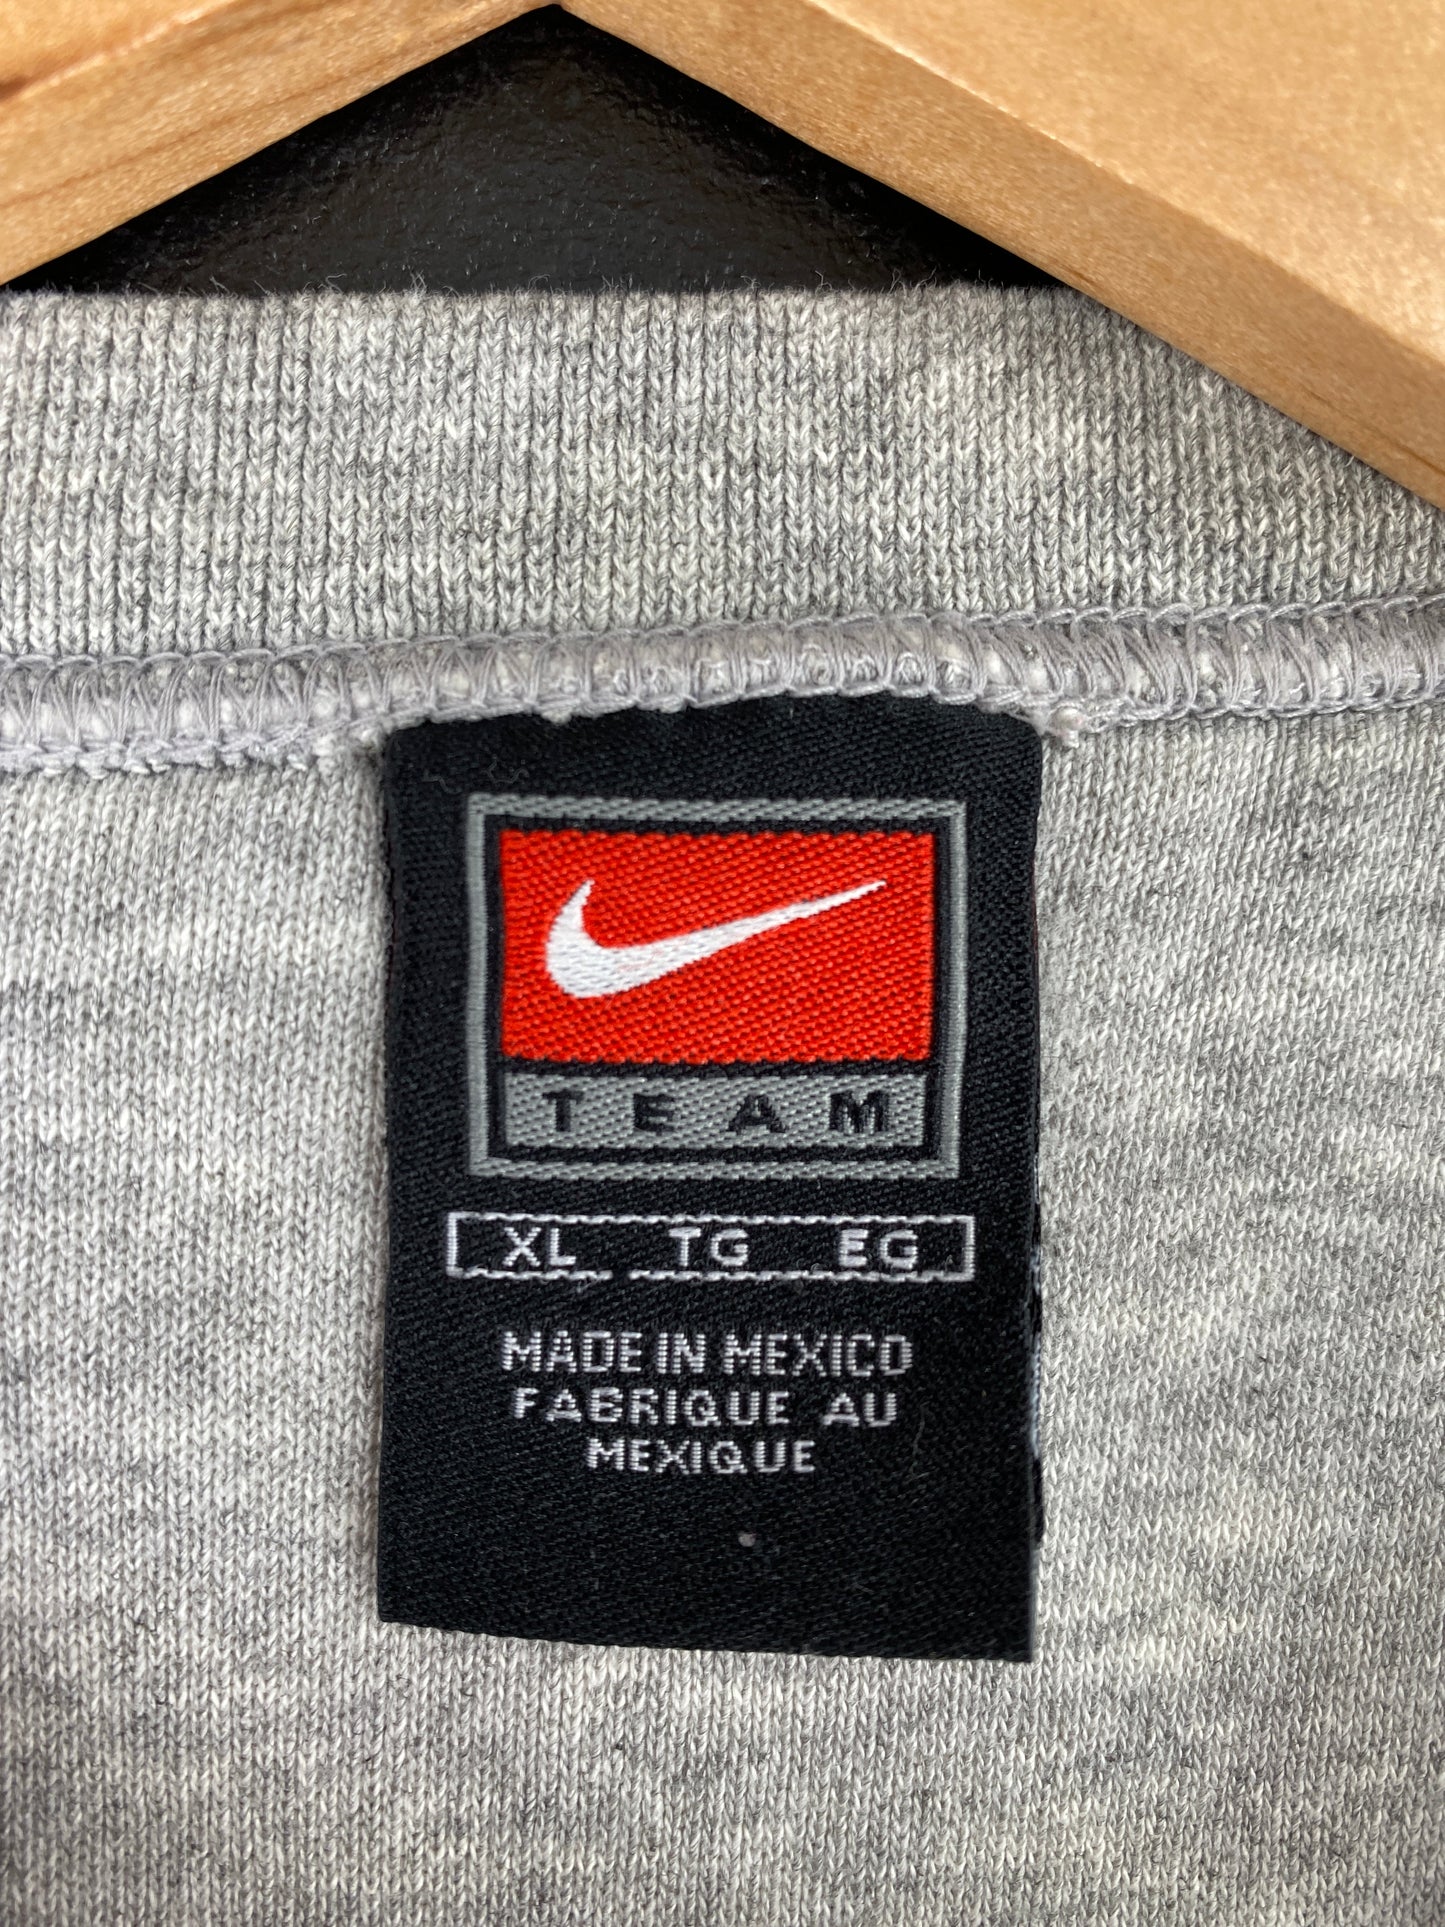 TEAM
XL TG EG
MADE IN MEXICO
FABRIQUE AU
MEXIQUE